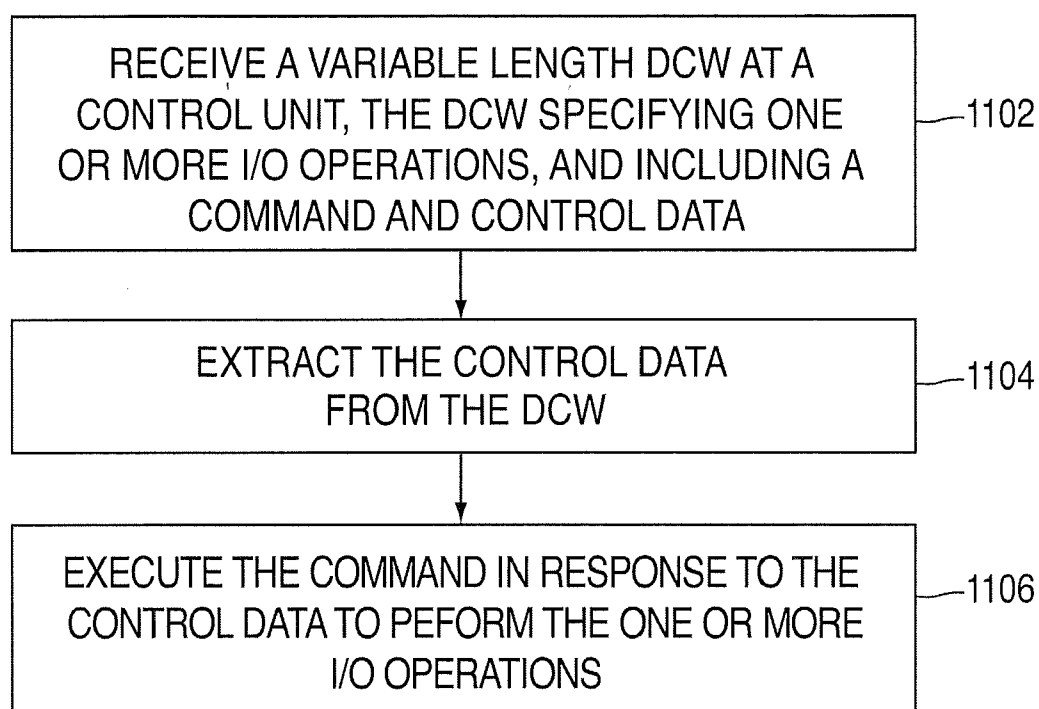 RECEIVE A VARIABLE LENGTH DCW AT A
CONTROL UNIT, THE DCW SPECIFYING ONE
OR MORE I/O OPERATIONS, AND INCLUDING A
COMMAND AND CONTROL DATA
1102
EXTRACT THE CONTROL DATA
FROM THE DCW
1104
EXECUTE THE COMMAND IN RESPONSE TO THE
CONTROL DATA TO PEFORM THE ONE OR MORE
I/O OPERATIONS
1106